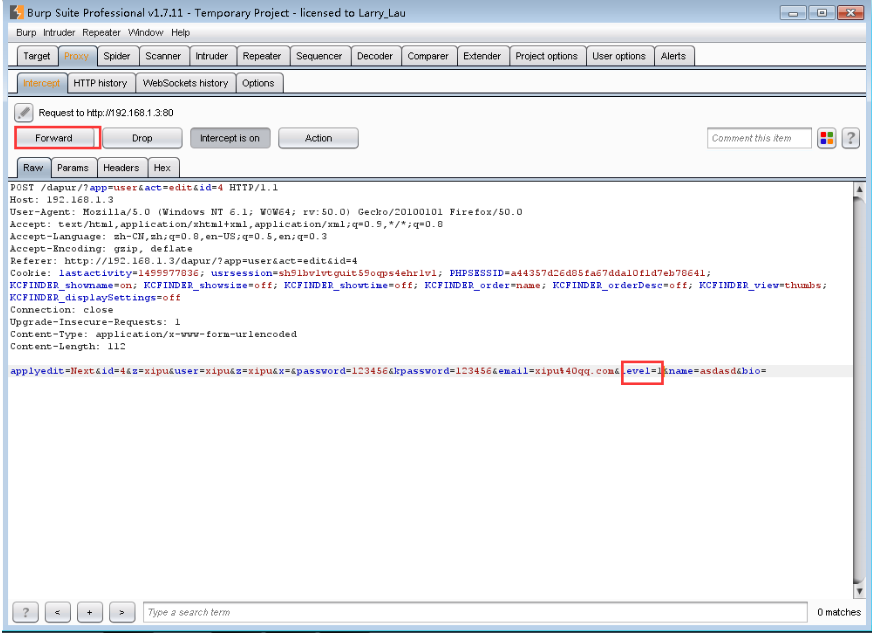 Burp Suite Professional v1.7.11 - Temporary Project - licensed to Larry_Lau
Burp Intruder Repeater Window Help
Target Proxy Spider Scanner Intruder Repeater Sequencer Decoder Comparer Extender Project options User options Alerts
Intercept HTTP history WebSockets history Options
Request to http://192.168.1.3:80
Forward Drop Intercept is on Action Comment this item ?
Raw Params Headers Hex
POST /dapur/?app=user&act=edit&id=4 HTTP/1.1
Host: 192.168.1.3
User-Agent: Mozilla/5.0 (Windows NT 6.1; WOW64; rv:50.0) Gecko/20100101 Firefox/50.0
Accept: text/html,application/xhtml+xml,application/xml;q=0.9,*/*;q=0.8
Accept-Language: zh-CN,zh;q=0.8,en-US;q=0.5,en;q=0.3
Accept-Encoding: gzip, deflate
Referer: http://192.168.1.3/dapur/?app=user&act=edit&id=4
Cookie: lastactivity=1499977836; usrsession=sh9lbvlvtguit59oqps4ehrlv1; PHPSESSID=a44357d26d85fa67dda10f1d7eb78641;
KCFINDER_showname=on; KCFINDER_showsize=off; KCFINDER_showtime=off; KCFINDER_order=name; KCFINDER_orderDesc=off; KCFINDER_view=thumbs;
KCFINDER_displaySettings=off
Connection: close
Upgrade-Insecure-Requests: 1
Content-Type: application/x-www-form-urlencoded
Content-Length: 112
applyedit=Next&id=4&z=xipu&user=xipu&z=xipu&x=&password=123456&kpassword=123456&email=xipu%40qq.com&level=1&name=asdasd&bio=
? < + > Type a search term 0 matches